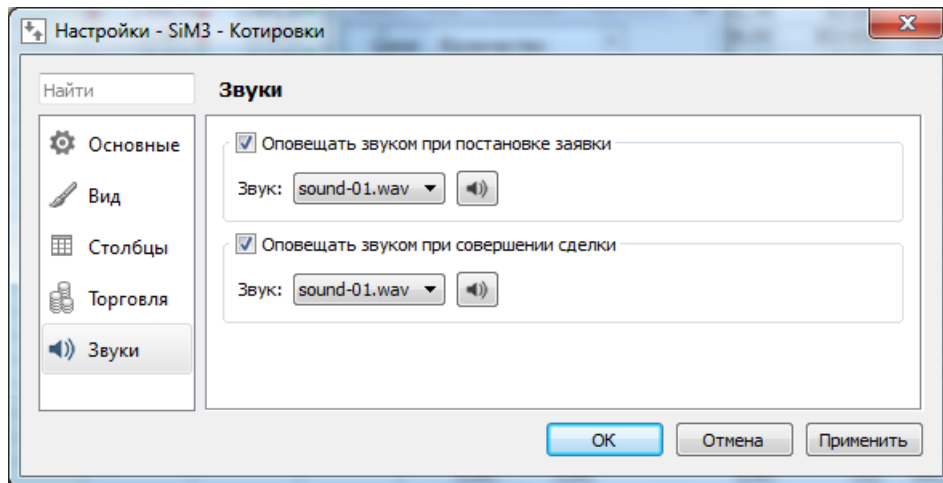 Настройки - SiM3 - Котировки
Найти
Звуки
Основные
Вид
Столбцы
Торговля
Звуки
Оповещать звуком при постановке заявки
Звук: sound-01.wav
Оповещать звуком при совершении сделки
Звук: sound-01.wav
OK
Отмена
Применить